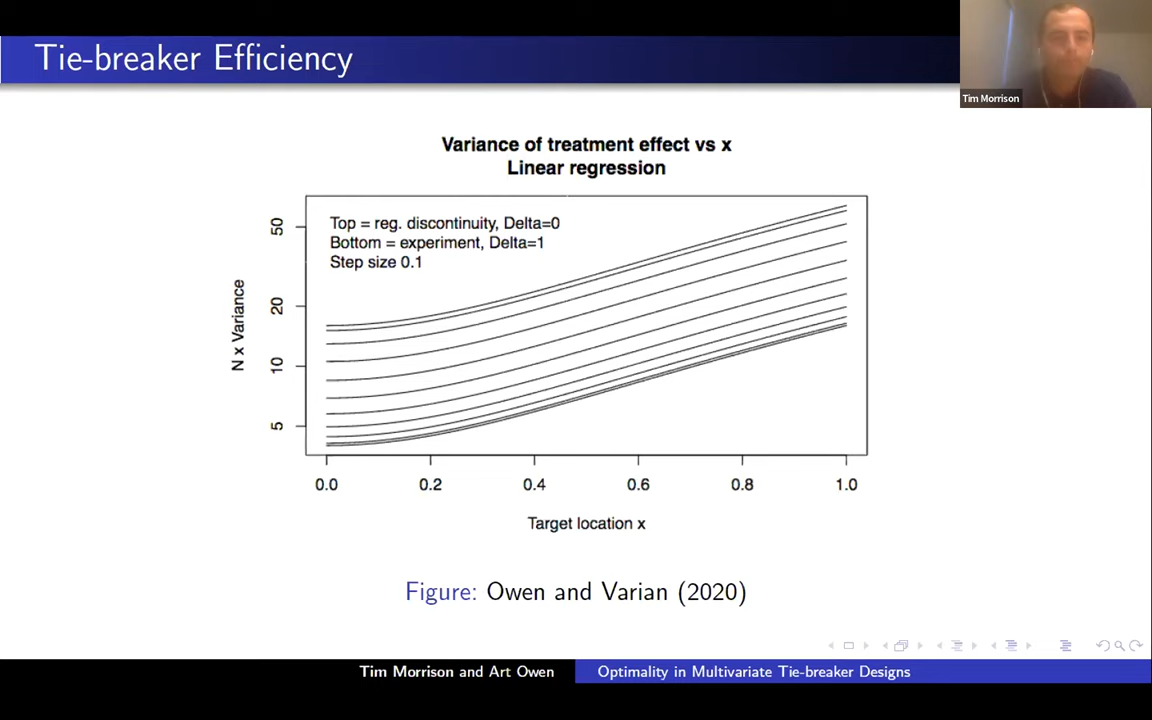 Tie-breaker Efficiency
Tim Morrison
Variance of treatment effect vs x
Linear regression
Top = reg. discontinuity, Delta=0
Bottom = experiment, Delta=1
Step size 0.1
N x Variance
50
20
10
5
0.0 0.2 0.4 0.6 0.8 1.0
Target location x
Figure: Owen and Varian (2020)
Tim Morrison and Art Owen Optimality in Multivariate Tie-breaker Designs